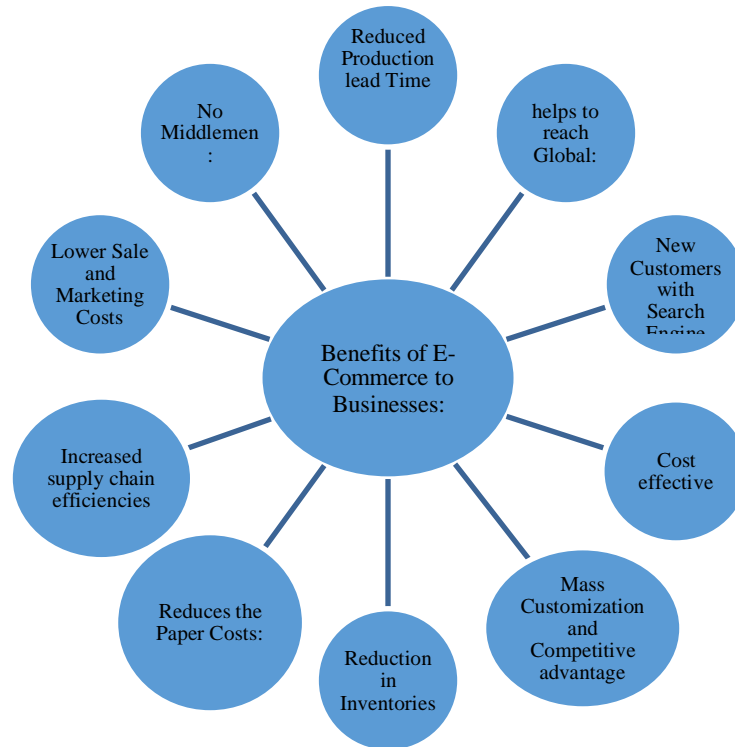 Reduced
Production
lead Time
helps to
reach
Global:
New
Customers
with
Search
Engine
Cost
effective
Mass
Customization
and
Competitive
advantage
Reduction
in
Inventories
Reduces the
Paper Costs:
Increased
supply chain
efficiencies
Lower Sale
and
Marketing
Costs
No
Middlemen
:
Benefits of E-
Commerce to
Businesses: